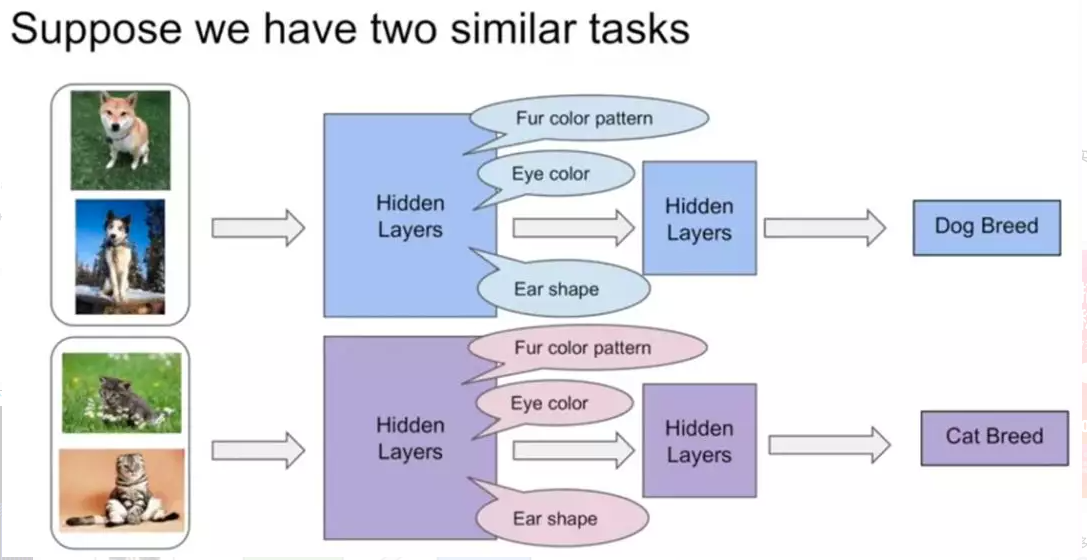 Suppose we have two similar tasks
Fur color pattern
Eye color
Hidden
Layers
Hidden
Layers
Dog Breed
Ear shape
Fur color pattern
Eye color
Hidden
Layers
Hidden
Layers
Cat Breed
Ear shape